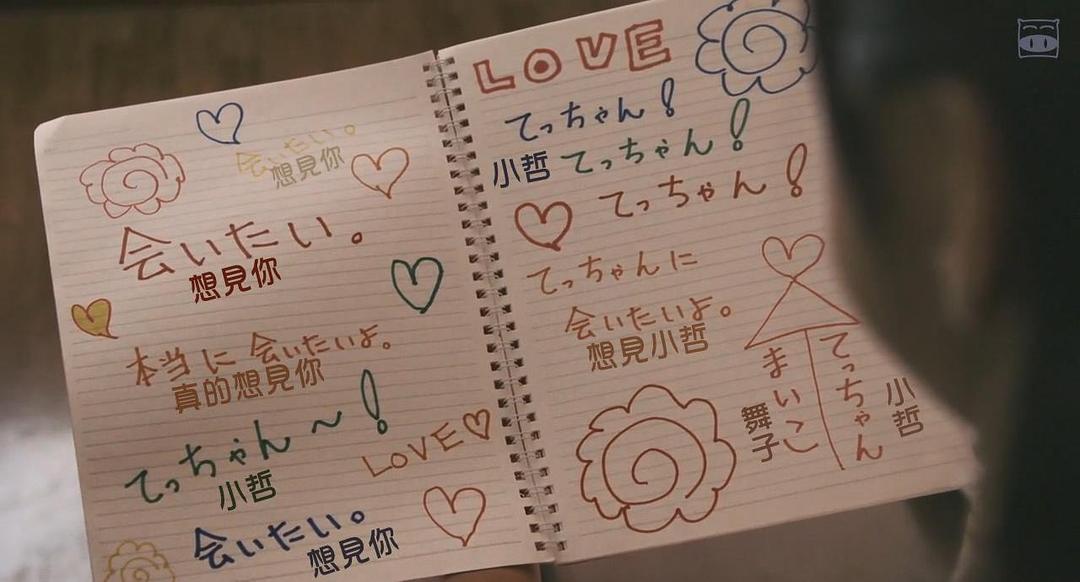 会いたい。
想見你
会いたい。
想見你
本当に 会いたいよ。
真的想見你
てっちゃん～!
小哲
LOVE
会いたい。
想見你
LOVE
てっちゃん!
小哲
てっちゃん!
てっちゃん!
てっちゃんに
会いたいよ。
想見小哲
まいこ
舞子
てっちゃん
小哲